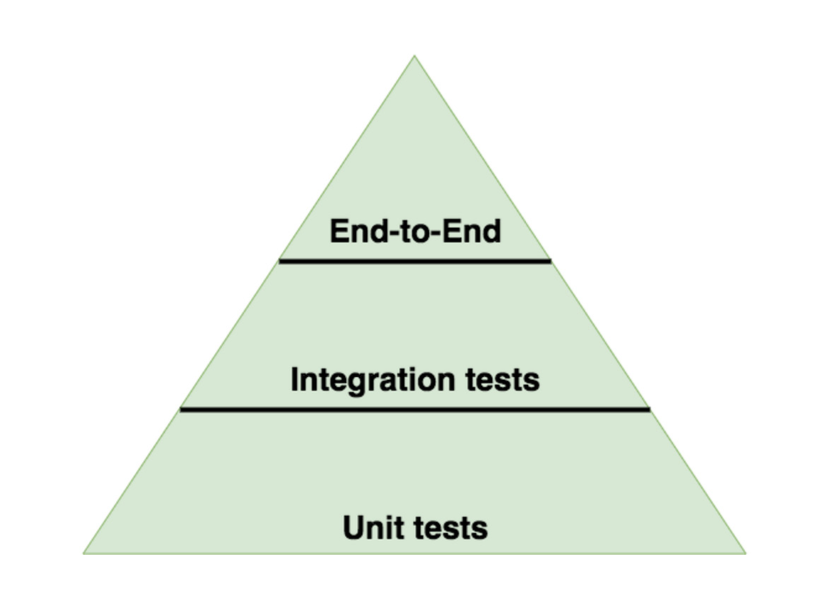 End-to-End
Integration tests
Unit tests